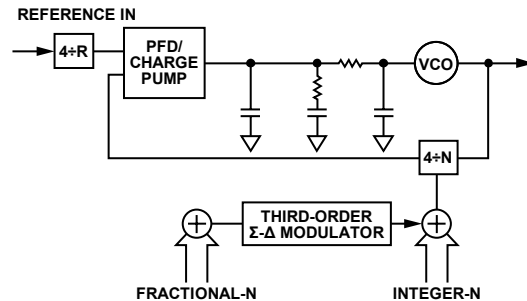 REFERENCE IN
4÷R
PFD/
CHARGE
PUMP
VCO
4÷N
THIRD-ORDER
Σ-Δ MODULATOR
FRACTIONAL-N
INTEGER-N